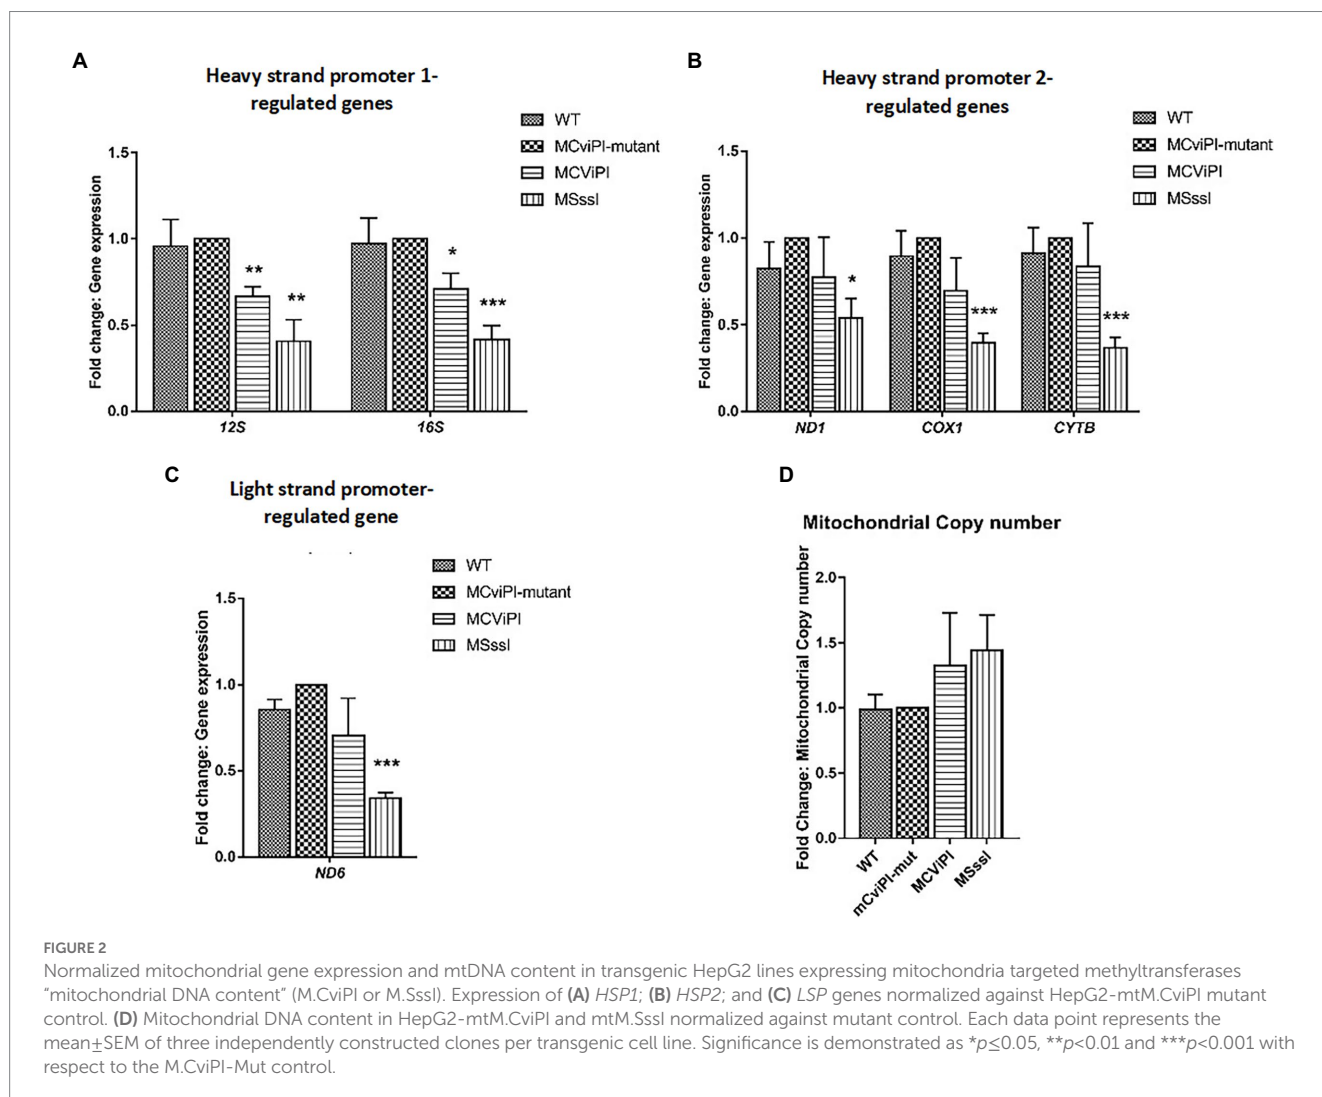 A
Heavy strand promoter 1-
regulated genes
WT
MCviPI-mutant
MCViPI
MSssI
Fold change: Gene expression
1.5
1.0
0.5
0.0
**
**
*
***
12S
16S
B
Heavy strand promoter 2-
regulated genes
WT
MCviPI-mutant
MCViPI
MSssI
Fold change: Gene expression
1.5
1.0
0.5
0.0
*
***
***
ND1
COX1
CYTB
C
Light strand promoter-
regulated gene
WT
MCviPI-mutant
MCViPI
MSssI
Fold change: Gene expression
1.5
1.0
0.5
0.0
***
ND6
D
Mitochondrial Copy number
Fold Change: Mitochondrial Copy number
2.0
1.5
1.0
0.5
0.0
WT
mCviPI-mut
MCViPI
MSssI
FIGURE 2
Normalized mitochondrial gene expression and mtDNA content in transgenic HepG2 lines expressing mitochondria targeted methyltransferases
“mitochondrial DNA content” (M.CviPI or M.SssI). Expression of (A) HSP1; (B) HSP2; and (C) LSP genes normalized against HepG2-mtM.CviPI mutant
control. (D) Mitochondrial DNA content in HepG2-mtM.CviPI and mtM.SssI normalized against mutant control. Each data point represents the
mean±SEM of three independently constructed clones per transgenic cell line. Significance is demonstrated as *p≤0.05, **p<0.01 and ***p<0.001 with
respect to the M.CviPI-Mut control.